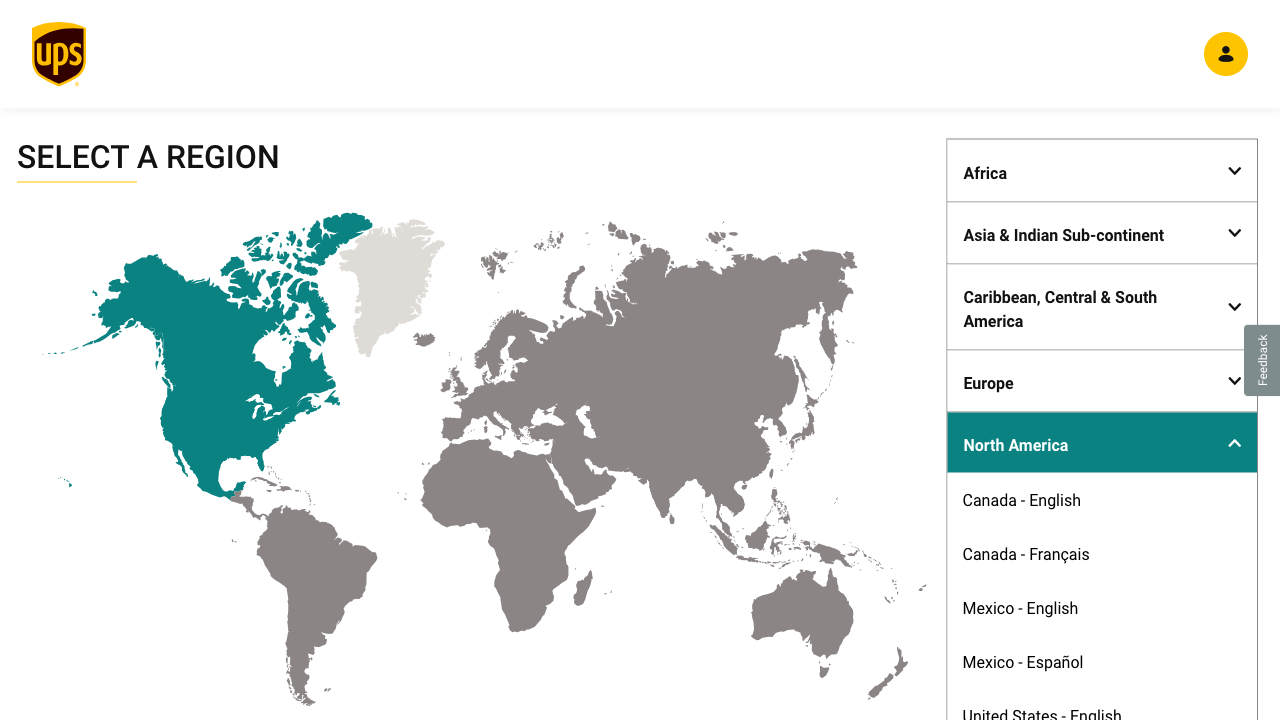 ups
SELECT A REGION
Africa
Asia & Indian Sub-continent
Caribbean, Central & South
America
Feedback
Europe
North America
Canada - English
Canada - Français
Mexico - English
Mexico - Español
United States - English